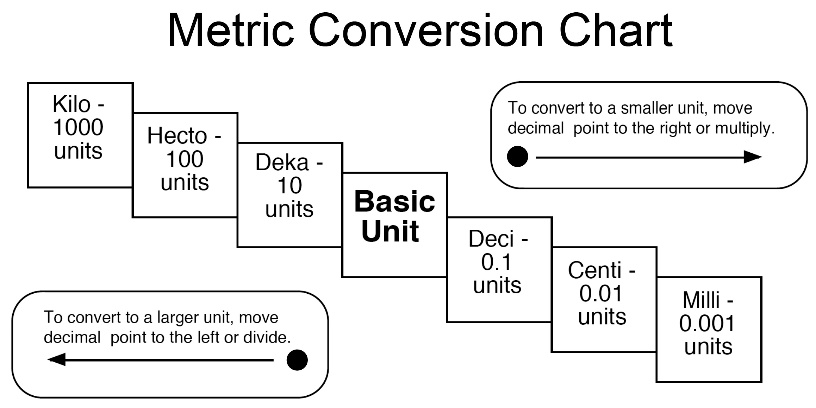 Metric Conversion Chart
Kilo -
1000
units
Hecto -
100
units
Deka -
10
units
Basic
Unit
Deci -
0.1
units
Centi -
0.01
units
Milli -
0.001
units
To convert to a smaller unit, move
decimal  point to the right or multiply.
To convert to a larger unit, move
decimal  point to the left or divide.